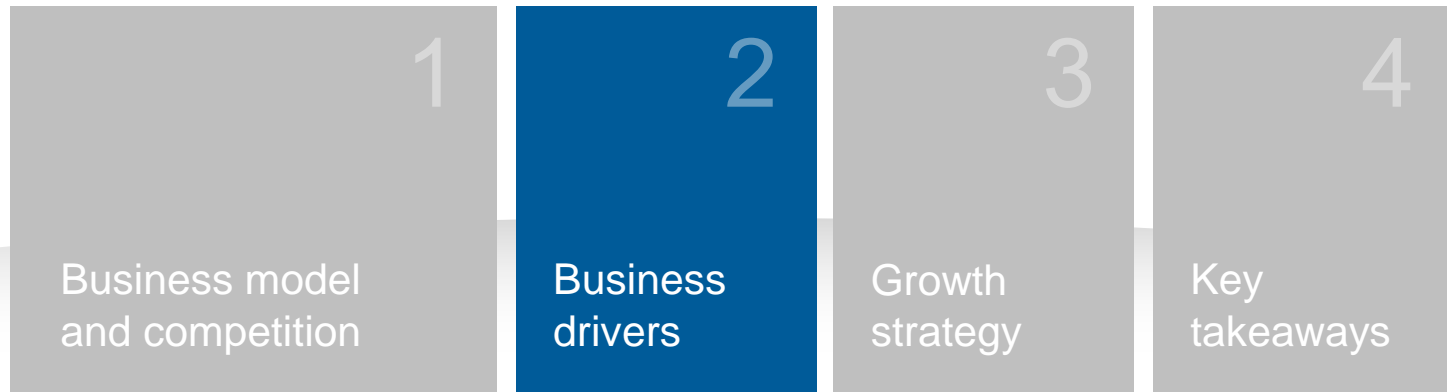 1
Business model
and competition
2
Business
drivers
3
Growth
strategy
4
Key
takeaways